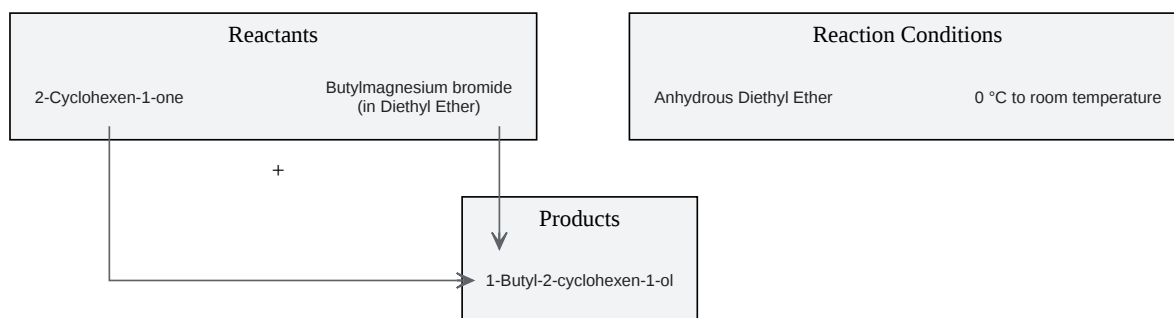 Reactants
2-Cyclohexen-1-one
Butylmagnesium bromide
(in Diethyl Ether)
+
Reaction Conditions
Anhydrous Diethyl Ether
0 °C to room temperature
Products
1-Butyl-2-cyclohexen-1-ol